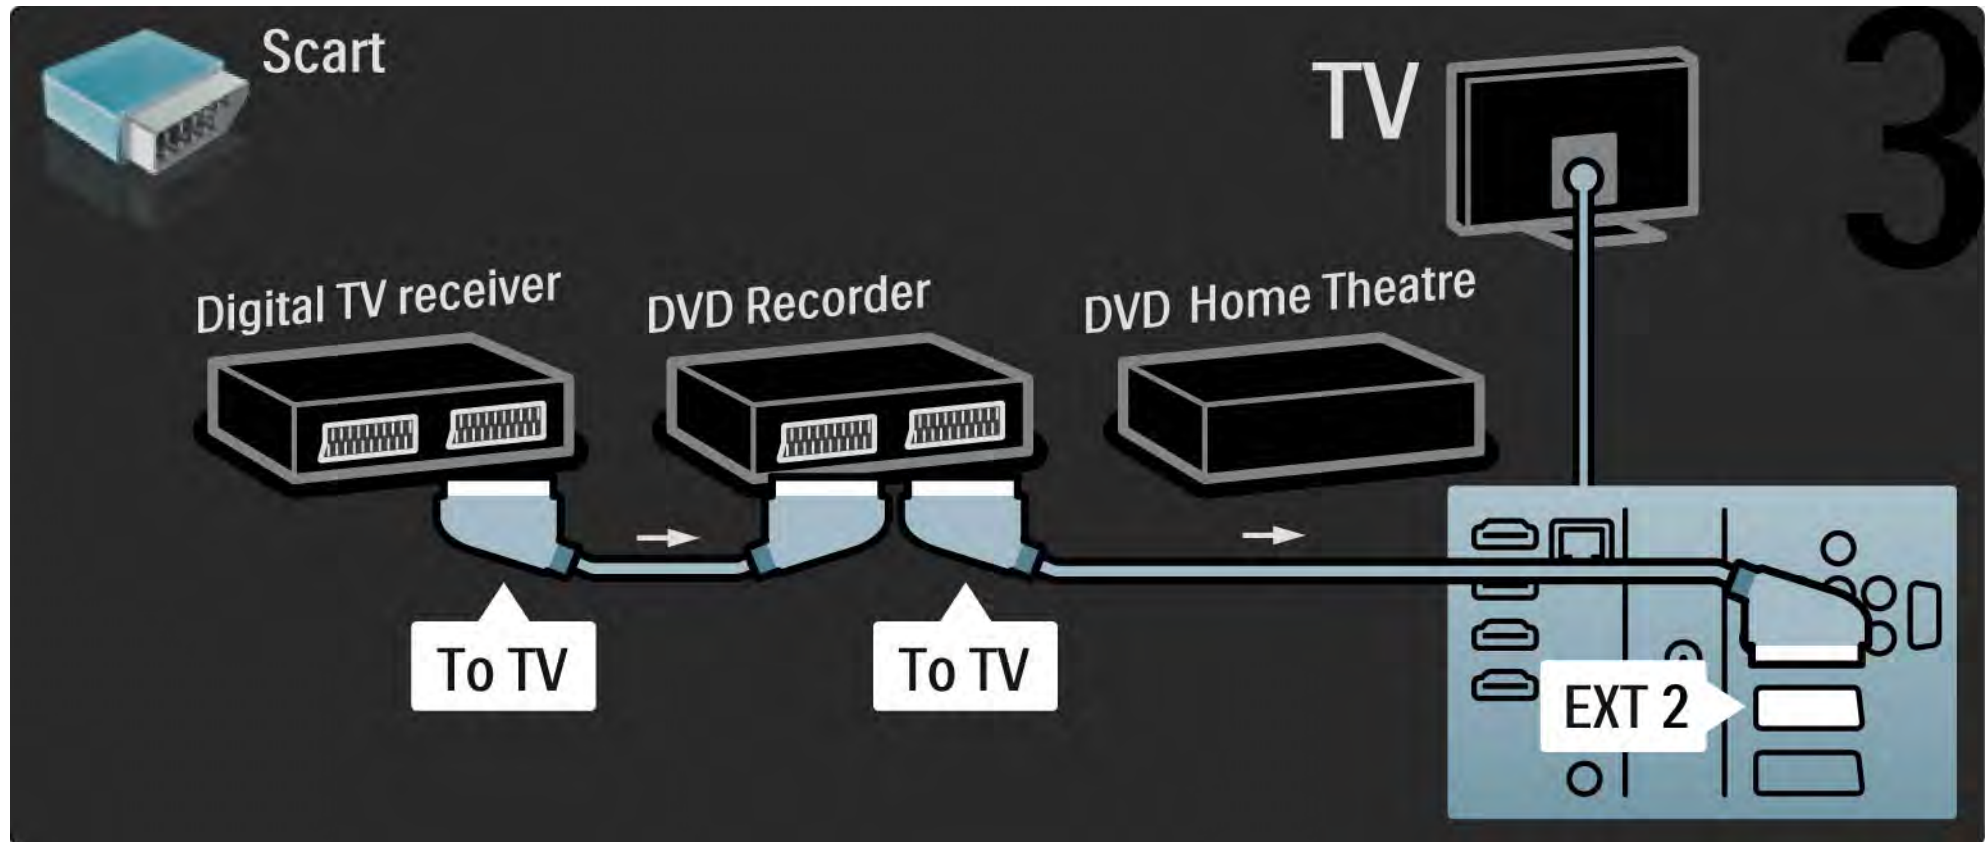 Scart
TV
3
Digital TV receiver
DVD Recorder
DVD Home Theatre
To TV
To TV
EXT 2